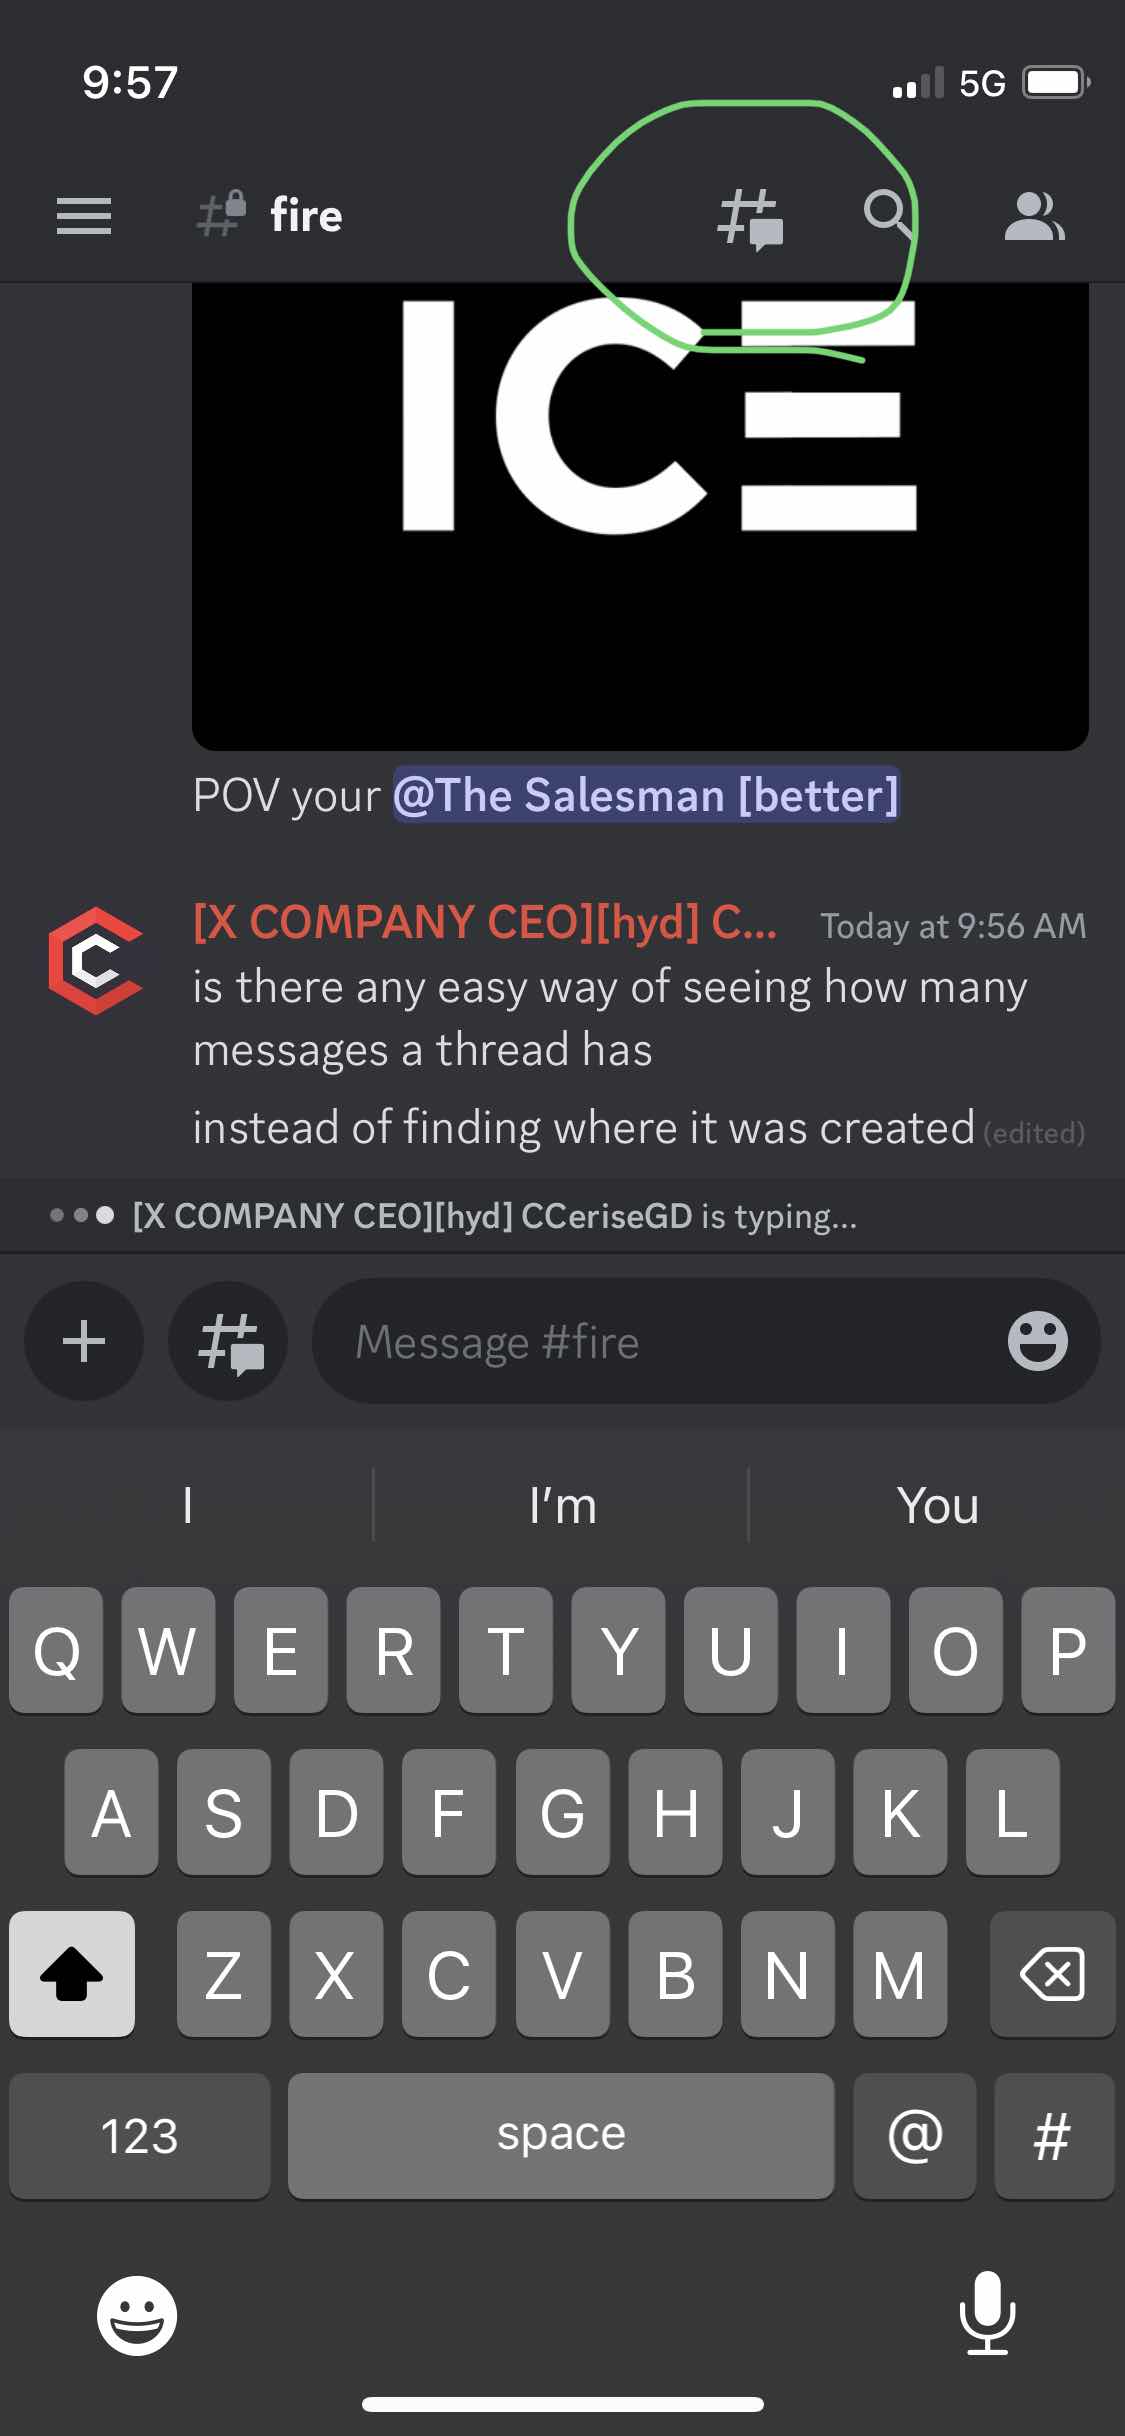 9:57 5G
# fire #
ICE
POV your @The Salesman [better]
[X COMPANY CEO][hyd] C... Today at 9:56 AM
is there any easy way of seeing how many
messages a thread has
instead of finding where it was created (edited)
[X COMPANY CEO][hyd] CCeriseGD is typing...
+ # Message #fire
I I'm You
Q W E R T Y U I O P
A S D F G H J K L
Z X C V B N M
123 space @ #